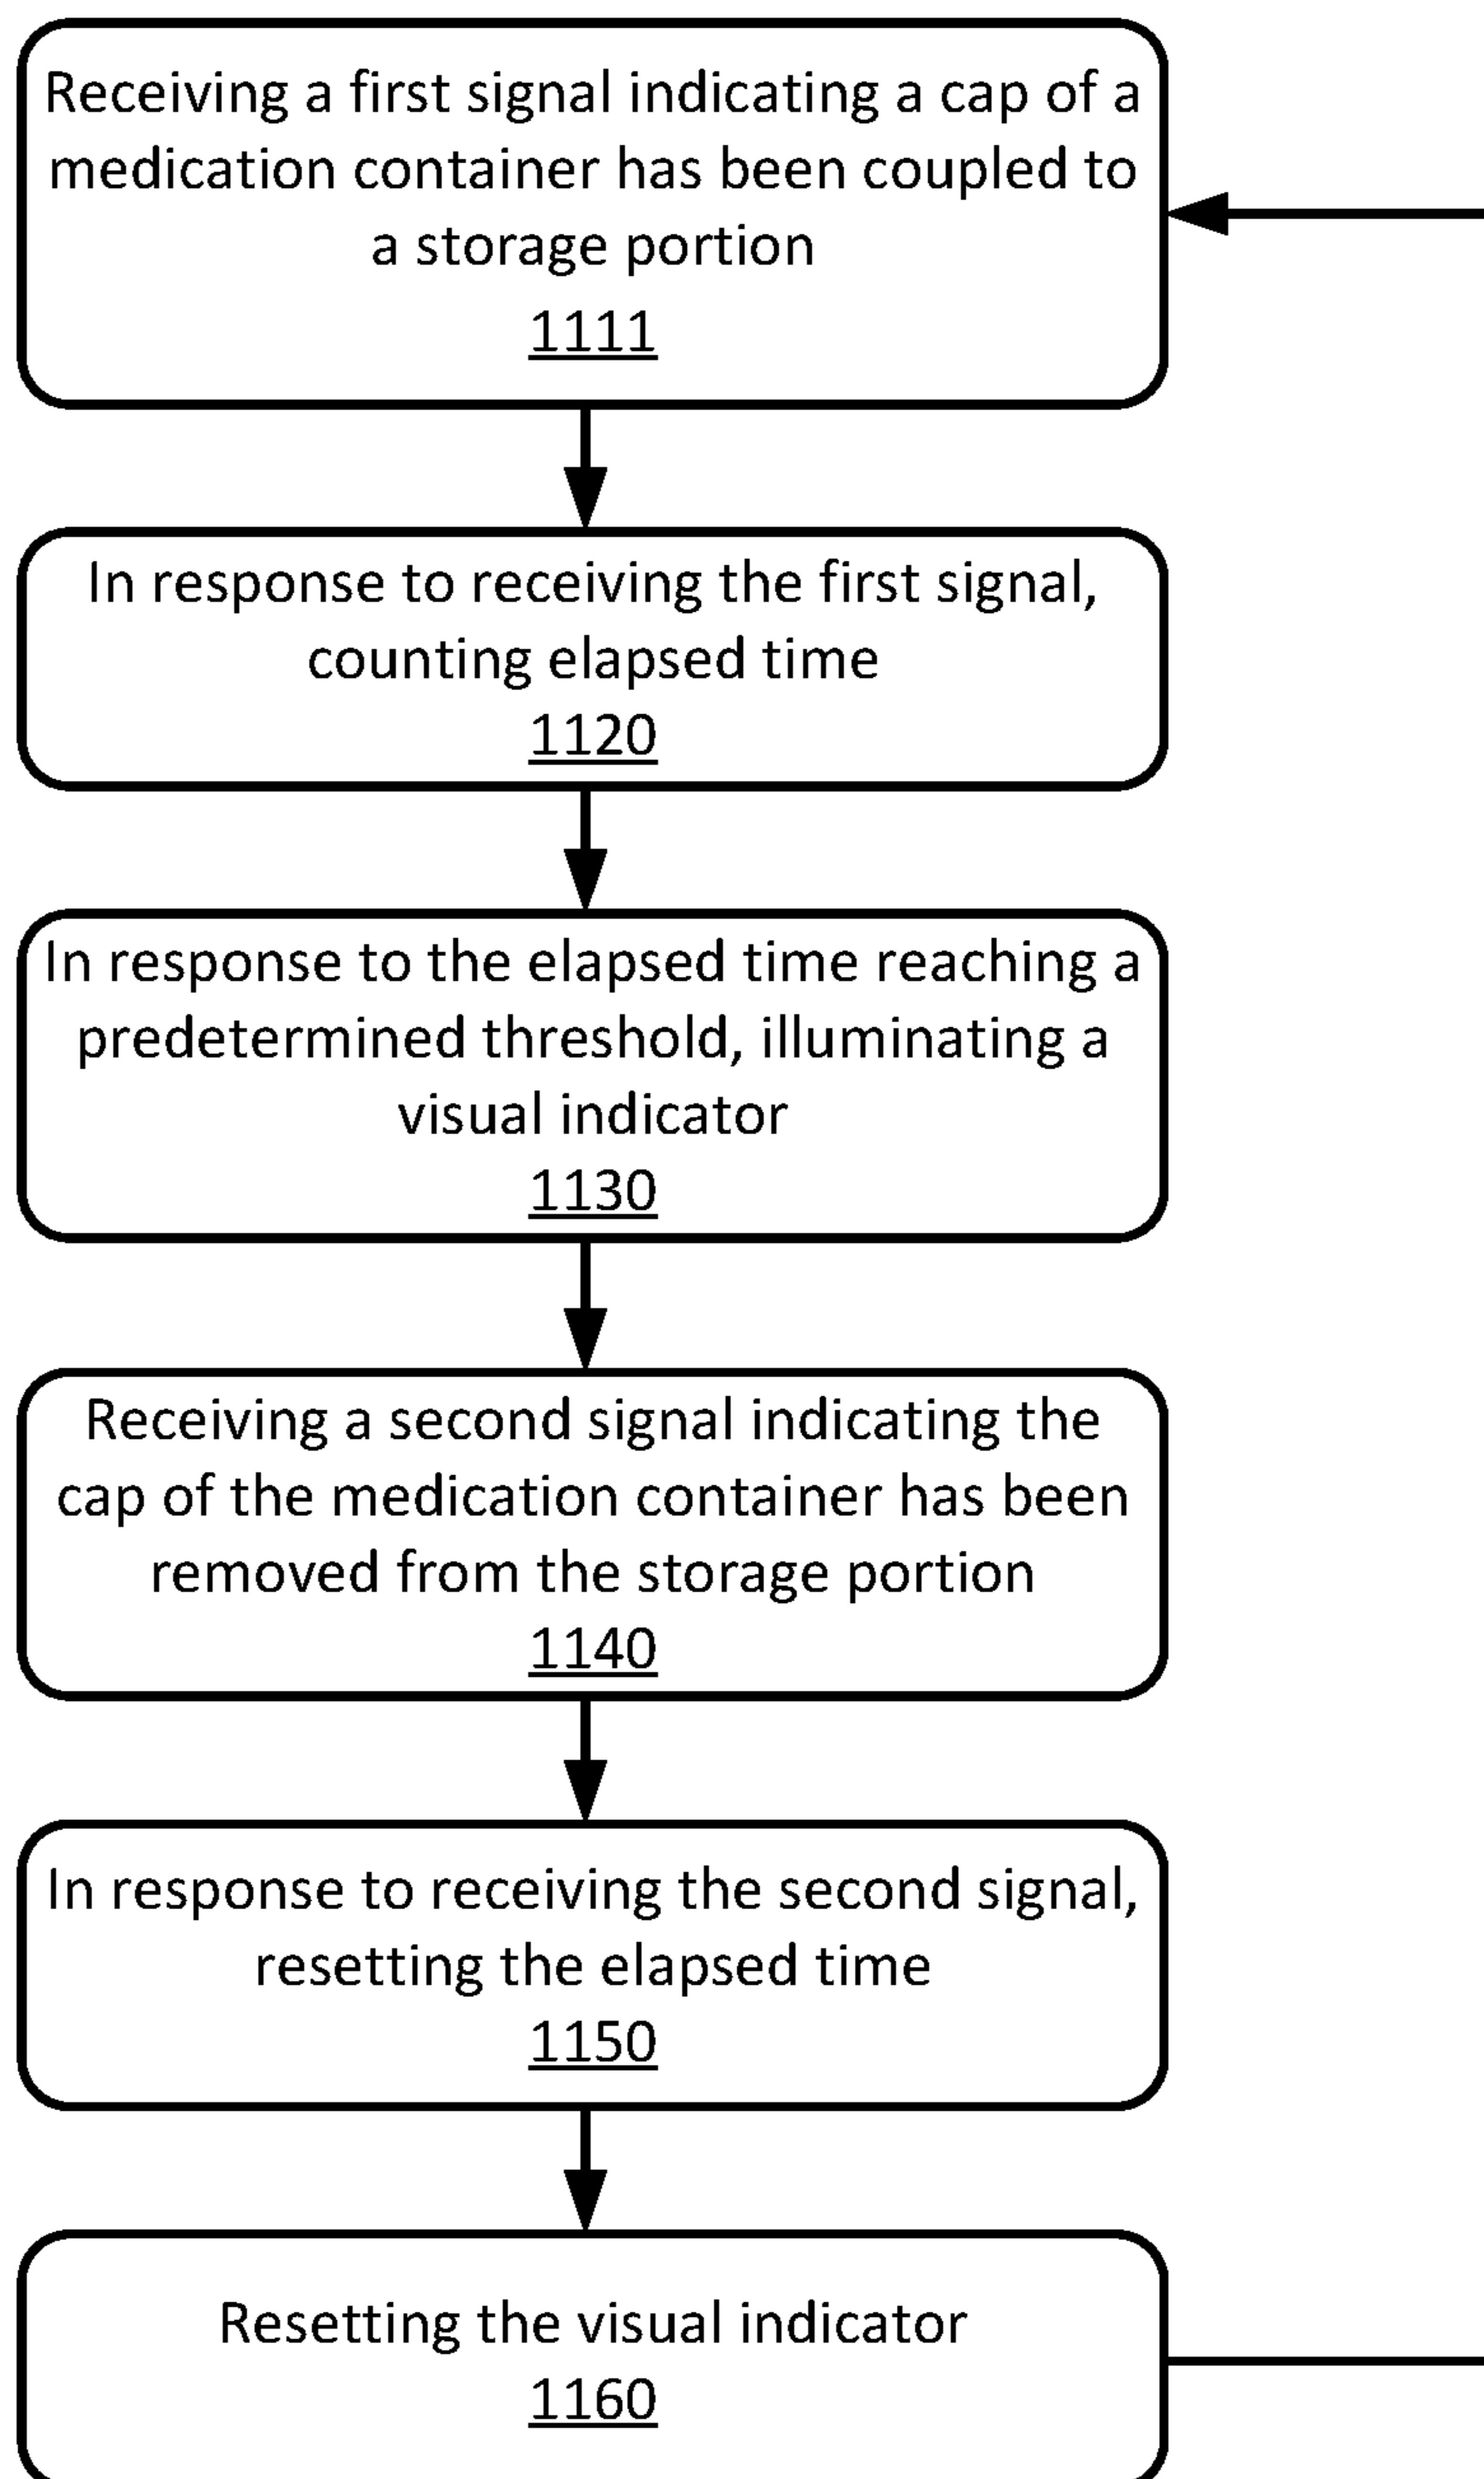 Receiving a first signal indicating a cap of a
medication container has been coupled to
a storage portion
1111
In response to receiving the first signal,
counting elapsed time
1120
In response to the elapsed time reaching a
predetermined threshold, illuminating a
visual indicator
1130
Receiving a second signal indicating the
cap of the medication container has been
removed from the storage portion
1140
In response to receiving the second signal,
resetting the elapsed time
1150
Resetting the visual indicator
1160